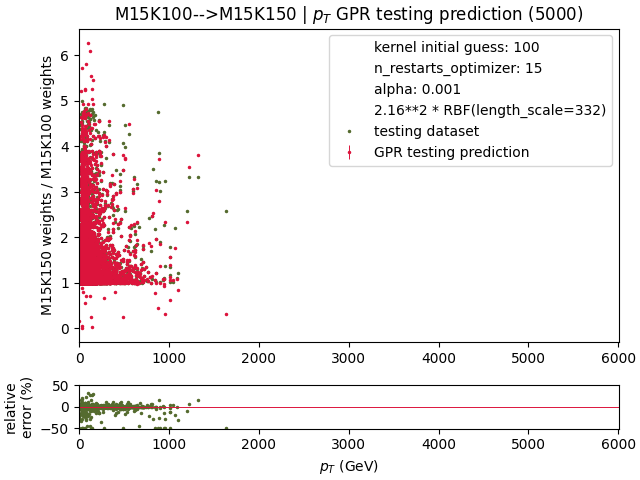 M15K100-->M15K150 | pT GPR testing prediction (5000)
M15K150 weights / M15K100 weights
6
5
4
3
2
1
0
kernel initial guess: 100
n_restarts_optimizer: 15
alpha: 0.001
2.16**2 * RBF(length_scale=332)
testing dataset
GPR testing prediction
0 1000 2000 3000 4000 5000 6000
relative
error (%)
50
0
−50
0 1000 2000 3000 4000 5000 6000
pT (GeV)